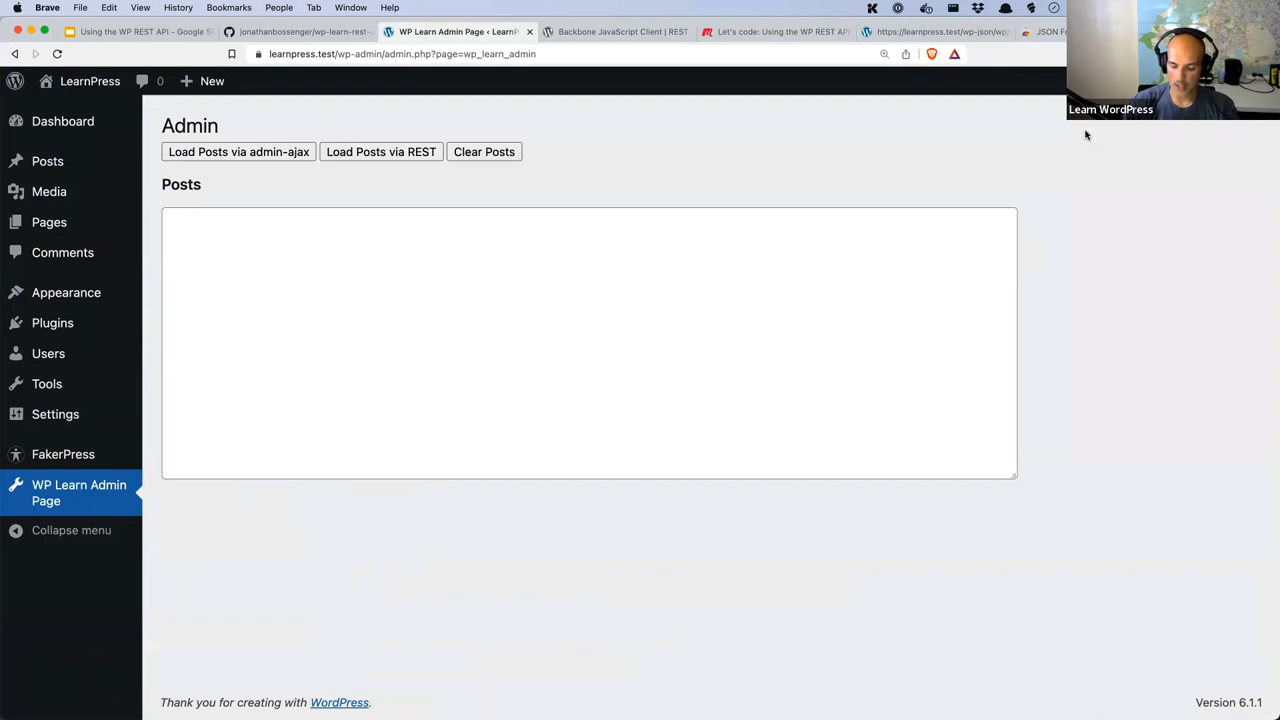 Brave File Edit View History Bookmarks People Tab Window Help
Using the WP REST API - Google Sl
jonathanbossenger/wp-learn-rest-
WP Learn Admin Page ‹ LearnP
Backbone JavaScript Client | REST
Let's code: Using the WP REST API
https://learnpress.test/wp-json/wp/
JSON Fo
learnpress.test/wp-admin/admin.php?page=wp_learn_admin
LearnPress 0 New
Learn WordPress
Dashboard
Posts
Media
Pages
Comments
Appearance
Plugins
Users
Tools
Settings
FakerPress
WP Learn Admin
Page
Collapse menu
Admin
Load Posts via admin-ajax Load Posts via REST Clear Posts
Posts
Thank you for creating with WordPress.
Version 6.1.1